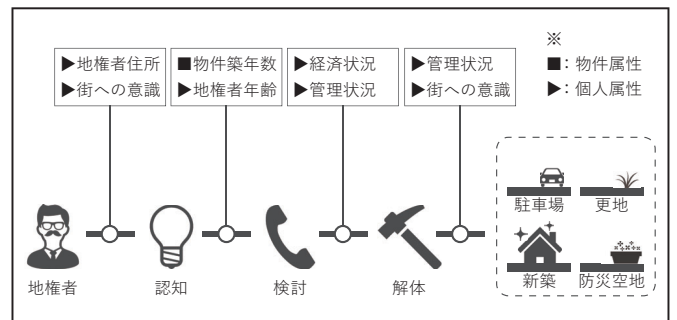 ▶地権者住所
▶街への意識
■物件築年数
▶地権者年齢
▶経済状況
▶管理状況
▶管理状況
▶街への意識
※
■：物件属性
▶：個人属性
駐車場
更地
新築
防災空地
地権者
認知
検討
解体